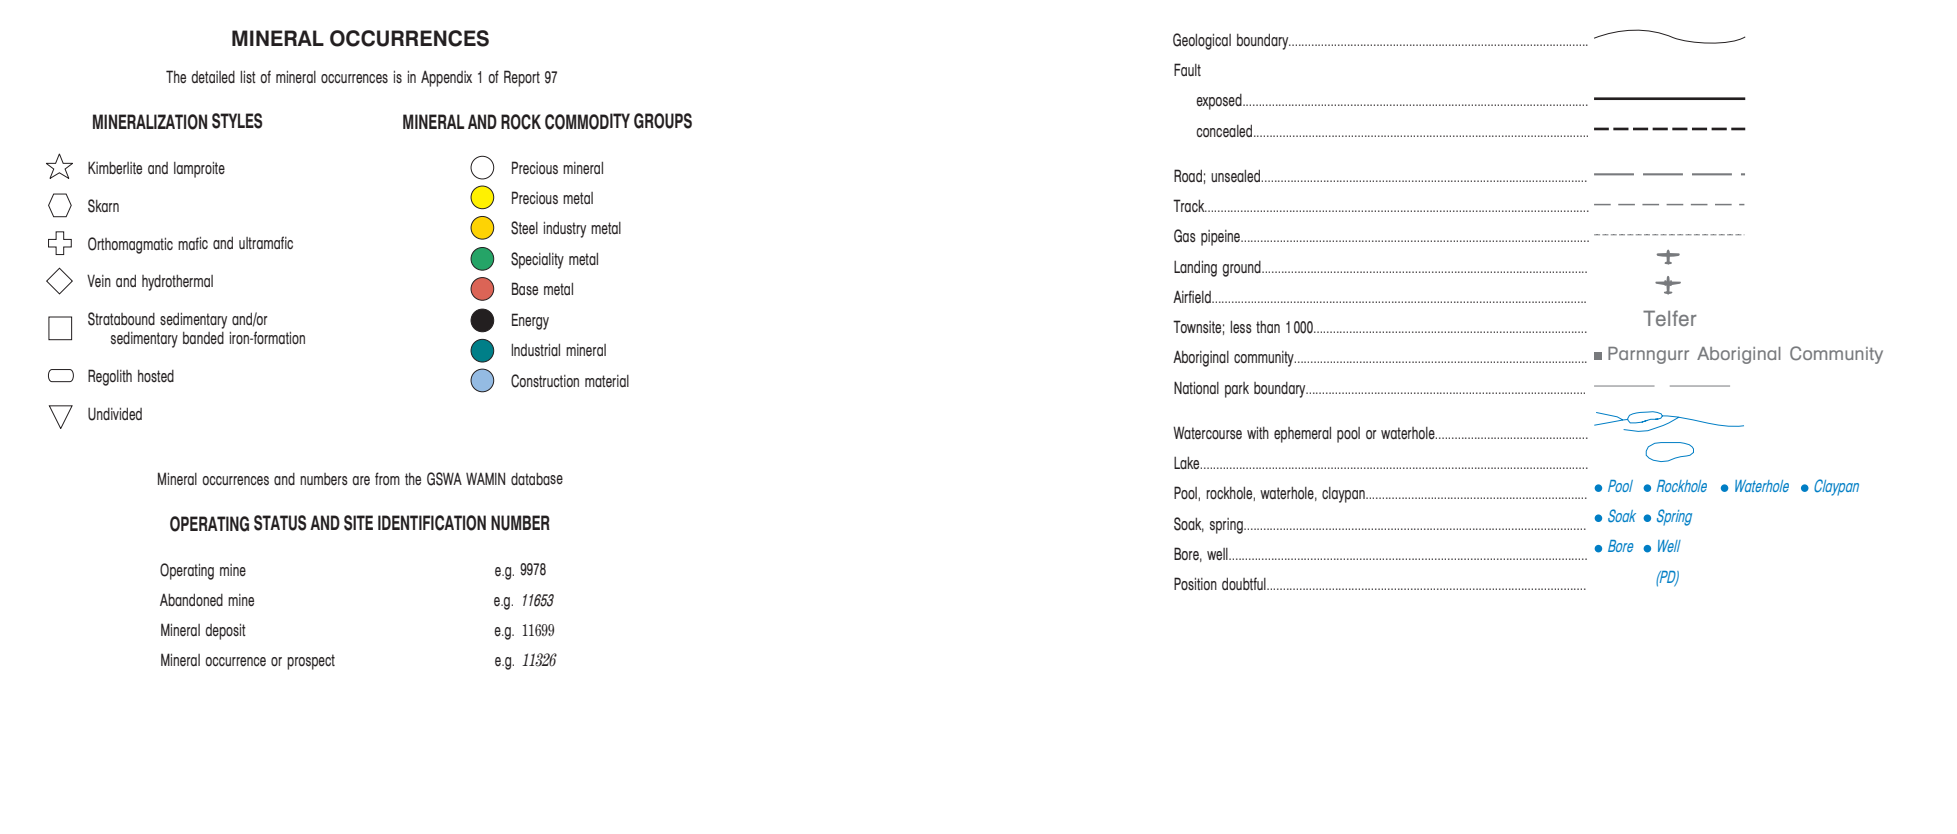 MINERAL OCCURRENCES
The detailed list of mineral occurrences is in Appendix 1 of Report 97
MINERALIZATION STYLES
Kimberlite and lamproite
Skarn
Orthomagmatic mafic and ultramafic
Vein and hydrothermal
Stratabound sedimentary and/or
sedimentary banded iron-formation
Regolith hosted
Undivided
MINERAL AND ROCK COMMODITY GROUPS
Precious mineral
Precious metal
Steel industry metal
Speciality metal
Base metal
Energy
Industrial mineral
Construction material
Mineral occurrences and numbers are from the GSWA WAMIN database
OPERATING STATUS AND SITE IDENTIFICATION NUMBER
Operating mine e.g. 9978
Abandoned mine e.g. 11653
Mineral deposit e.g. 11699
Mineral occurrence or prospect e.g. 11326
Geological boundary
Fault
exposed
concealed
Road; unsealed
Track
Gas pipeine
Landing ground
Airfield
Townsite; less than 1000 Telfer
Aboriginal community Parnngurr Aboriginal Community
National park boundary
Watercourse with ephemeral pool or waterhole
Lake
Pool, rockhole, waterhole, claypan Pool Rockhole Waterhole Claypan
Soak, spring Soak Spring
Bore, well Bore Well
Position doubtful (PD)